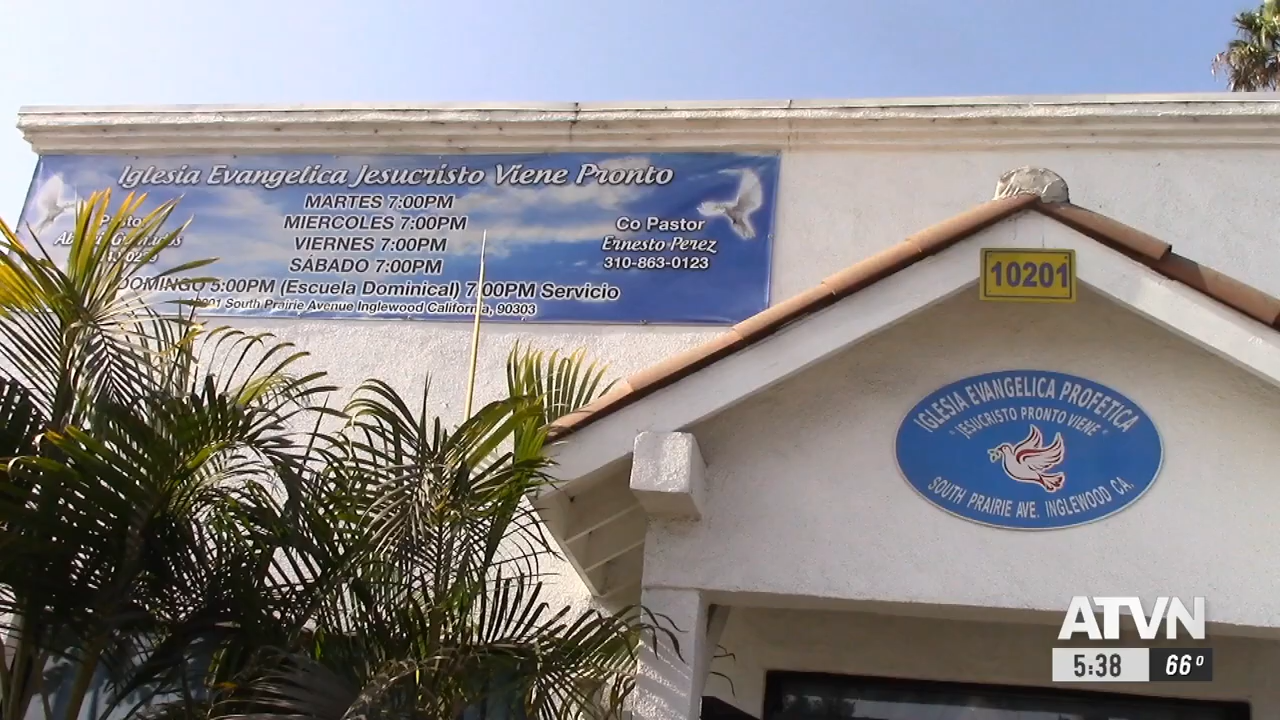 Iglesia Evangelica Jesucristo Viene Pronto
MARTES 7:00PM
MIERCOLES 7:00PM
VIERNES 7:00PM
SÁBADO 7:00PM
DOMINGO 5:00PM (Escuela Dominical) 7:00PM Servicio
South Prairie Avenue Inglewood California, 90303
Pastor
Co Pastor
Ernesto Perez
310-863-0123
10201
IGLESIA EVANGELICA PROFETICA
"JESUCRISTO PRONTO VIENE"
SOUTH PRAIRIE AVE. INGLEWOOD CA.
ATVN
5:38 66°